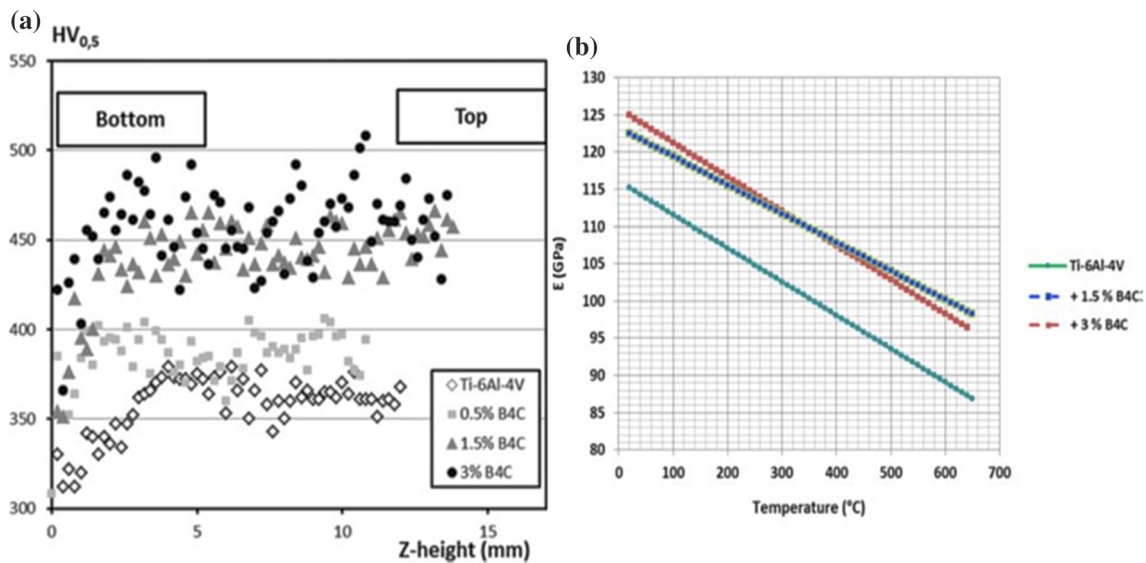 (a)
HV0,5
550
500
450
400
350
300
Bottom
Top
Ti-6Al-4V
0.5% B4C
1.5% B4C
3% B4C
0
5
10
15
Z-height (mm)
(b)
130
125
120
115
110
105
100
95
90
85
80
E (GPa)
0
100
200
300
400
500
600
700
Temperature (°C)
Ti-6Al-4V
+ 1.5 % B4C:
+ 3 % B4C